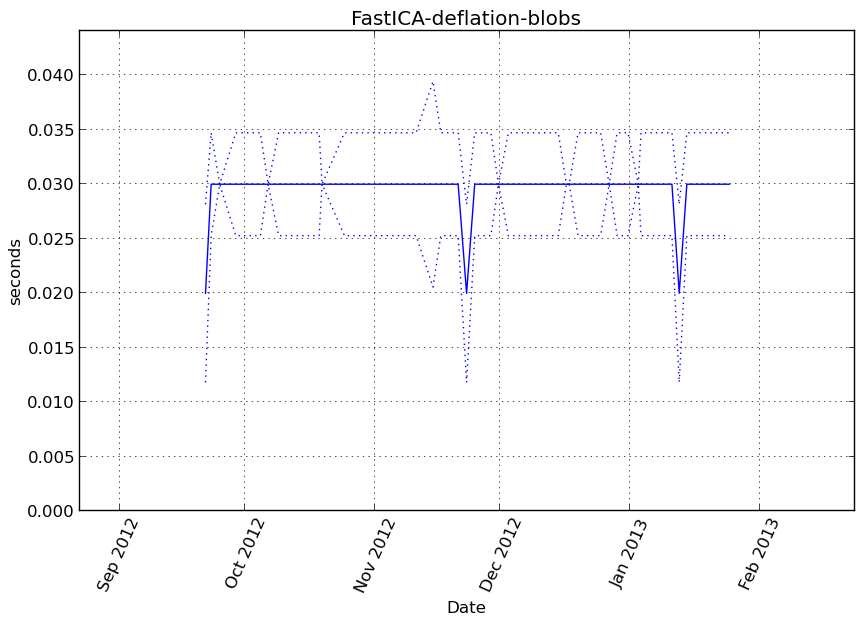 FastICA-deflation-blobs
0.040
0.035
0.030
0.025
0.020
0.015
0.010
0.005
0.000
seconds
Sep 2012
Oct 2012
Nov 2012
Dec 2012
Jan 2013
Feb 2013
Date